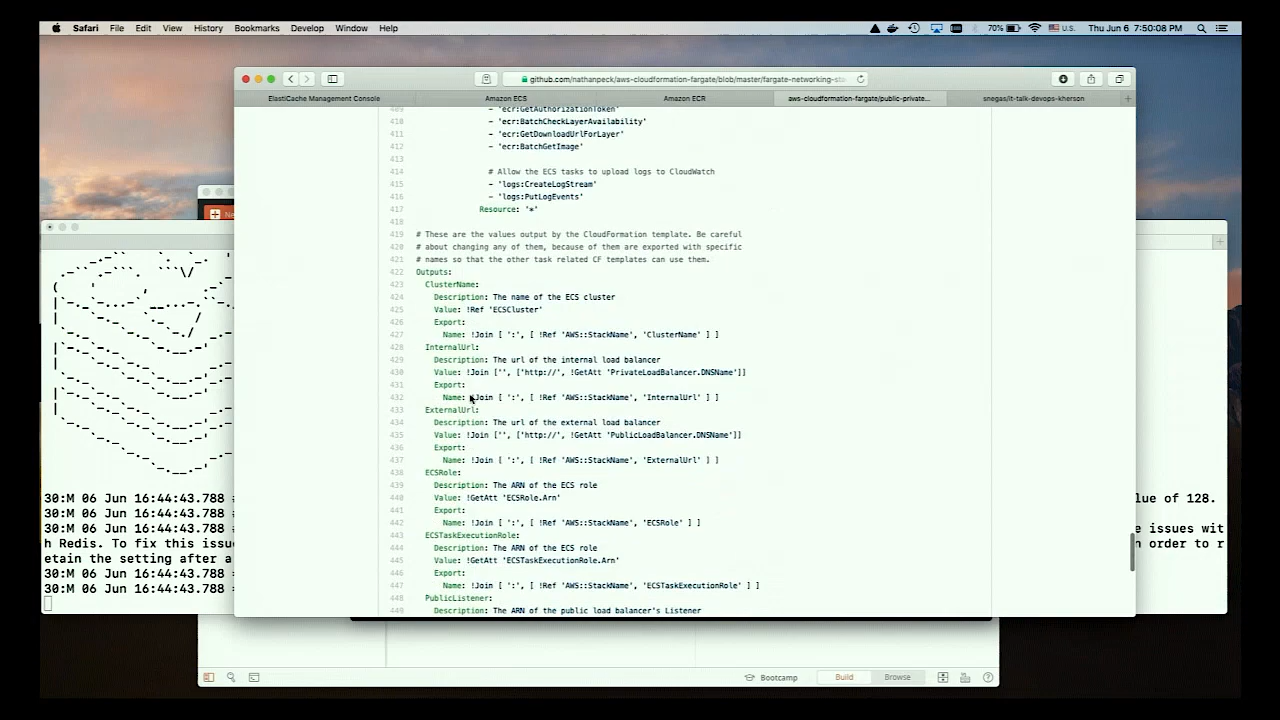 Safari File Edit View History Bookmarks Develop Window Help 70% U.S. Thu Jun 6 7:50:08 PM
github.com/nathanpeck/aws-cloudformation-fargate/blob/master/fargate-networking-sta
ElastiCache Management Console Amazon ECS Amazon ECR aws-cloudformation-fargate/public-private... snegas/it-talk-devops-kherson
409 - 'ecr:GetAuthorizationToken'
410 - 'ecr:BatchCheckLayerAvailability'
411 - 'ecr:GetDownloadUrlForLayer'
412 - 'ecr:BatchGetImage'
413
414 # Allow the ECS tasks to upload logs to CloudWatch
415 - 'logs:CreateLogStream'
416 - 'logs:PutLogEvents'
417 Resource: '*'
418
419 # These are the values output by the CloudFormation template. Be careful
420 # about changing any of them, because of them are exported with specific
421 # names so that the other task related CF templates can use them.
422 Outputs:
423 ClusterName:
424 Description: The name of the ECS cluster
425 Value: !Ref 'ECSCluster'
426 Export:
427 Name: !Join [ ':', [ !Ref 'AWS::StackName', 'ClusterName' ] ]
428 InternalUrl:
429 Description: The url of the internal load balancer
430 Value: !Join ['', ['http://', !GetAtt 'PrivateLoadBalancer.DNSName']]
431 Export:
432 Name: !Join [ ':', [ !Ref 'AWS::StackName', 'InternalUrl' ] ]
433 ExternalUrl:
434 Description: The url of the external load balancer
435 Value: !Join ['', ['http://', !GetAtt 'PublicLoadBalancer.DNSName']]
436 Export:
437 Name: !Join [ ':', [ !Ref 'AWS::StackName', 'ExternalUrl' ] ]
438 ECSRole:
439 Description: The ARN of the ECS role
440 Value: !GetAtt 'ECSRole.Arn'
441 Export:
442 Name: !Join [ ':', [ !Ref 'AWS::StackName', 'ECSRole' ] ]
443 ECSTaskExecutionRole:
444 Description: The ARN of the ECS role
445 Value: !GetAtt 'ECSTaskExecutionRole.Arn'
446 Export:
447 Name: !Join [ ':', [ !Ref 'AWS::StackName', 'ECSTaskExecutionRole' ] ]
448 PublicListener:
449 Description: The ARN of the public load balancer's Listener
30:M 06 Jun 16:44:43.788 lue of 128.
30:M 06 Jun 16:44:43.788
30:M 06 Jun 16:44:43.788 e issues wit
h Redis. To fix this issu n order to r
etain the setting after a
30:M 06 Jun 16:44:43.788
30:M 06 Jun 16:44:43.788
Bootcamp Build Browse